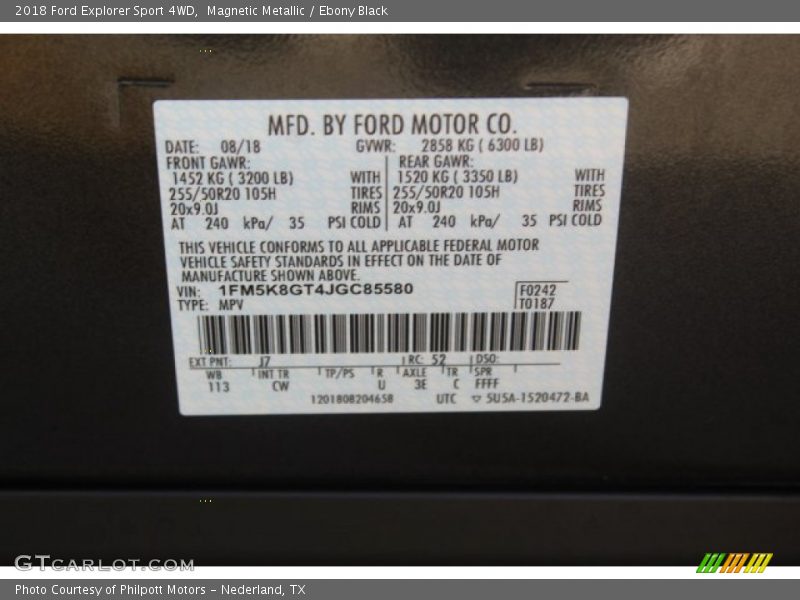 2018 Ford Explorer Sport 4WD,  Magnetic Metallic / Ebony Black
MFD. BY FORD MOTOR CO.
DATE: 08/18 GVWR: 2858 KG ( 6300 LB)
FRONT GAWR: REAR GAWR:
1452 KG ( 3200 LB) WITH 1520 KG ( 3350 LB) WITH
255/50R20 105H TIRES 255/50R20 105H TIRES
20x9.0J RIMS 20x9.0J RIMS
AT 240 kPa/ 35 PSI COLD AT 240 kPa/ 35 PSI COLD
THIS VEHICLE CONFORMS TO ALL APPLICABLE FEDERAL MOTOR
VEHICLE SAFETY STANDARDS IN EFFECT ON THE DATE OF
MANUFACTURE SHOWN ABOVE.
VIN: 1FM5K8GT4JGC85580 F0242
TYPE: MPV T0187
EXT PNT: J7 RC: 52 DSO:
WB INT TR TP/PS R AXLE TR SPR
113 CW U 3E C FFFF
1201808204658 UTC ▽ 5U5A-1520472-BA
GTCARLOT.COM
Photo Courtesy of Philpott Motors - Nederland, TX